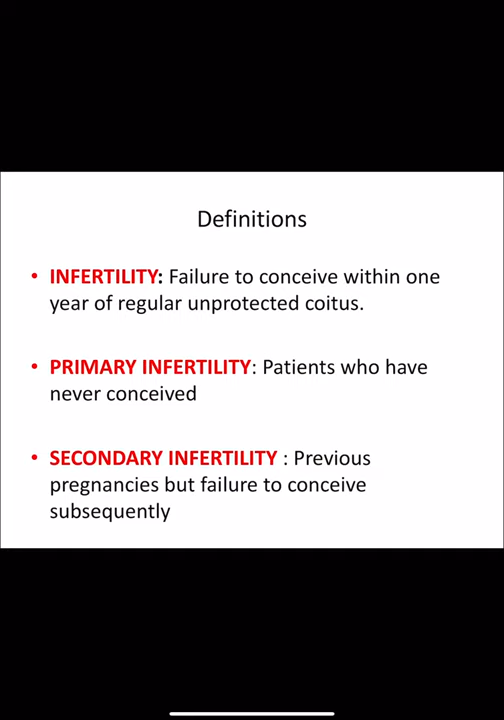 Definitions
• INFERTILITY: Failure to conceive within one
year of regular unprotected coitus.
• PRIMARY INFERTILITY: Patients who have
never conceived
• SECONDARY INFERTILITY : Previous
pregnancies but failure to conceive
subsequently